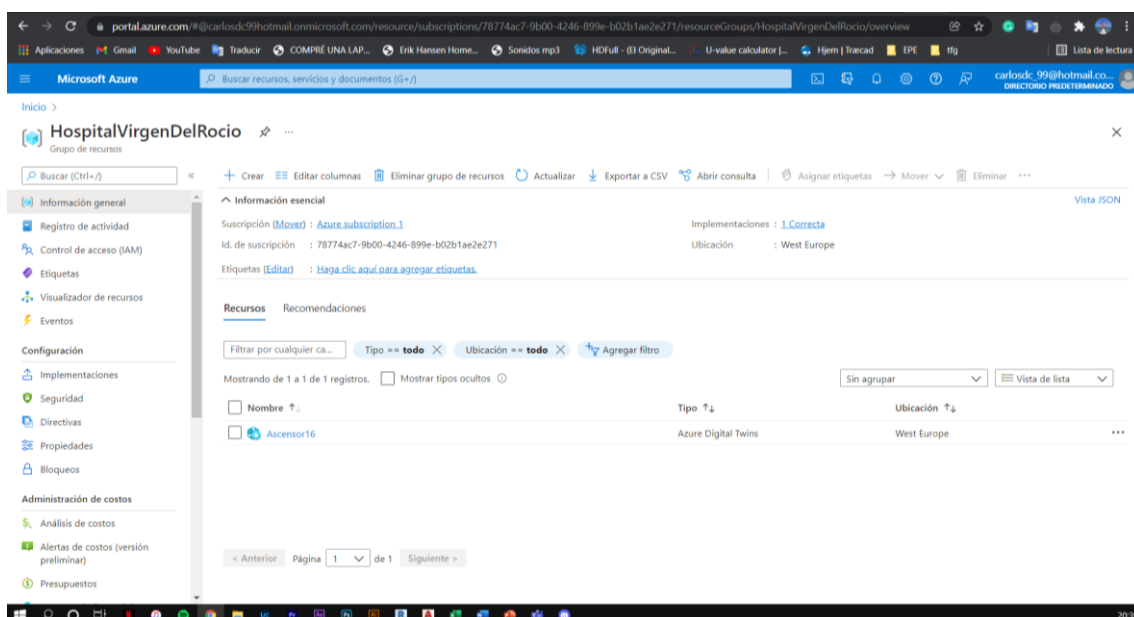 portal.azure.com/#@carlosdc99hotmail.onmicrosoft.com/resource/subscriptions/78774ac7-9b00-4246-899e-b02b1ae2e271/resourceGroups/HospitalVirgenDelRocio/overview
Aplicaciones Gmail YouTube Traducir COMPRÉ UNA LAP... Erik Hansen Home... Sonidos mp3 HDFull - (El Original... U-value calculator |... Hjem | Træcad EPE tfg Lista de lectura
Microsoft Azure Buscar recursos, servicios y documentos (G+/) carlosdc_99@hotmail.co...
DIRECTORIO PREDETERMINADO
Inicio >
HospitalVirgenDelRocio ...
Grupo de recursos
Buscar (Ctrl+/) « Crear Editar columnas Eliminar grupo de recursos Actualizar Exportar a CSV Abrir consulta Asignar etiquetas Mover Eliminar ...
Información general
Registro de actividad
Control de acceso (IAM)
Etiquetas
Visualizador de recursos
Eventos
Configuración
Implementaciones
Seguridad
Directivas
Propiedades
Bloqueos
Administración de costos
Análisis de costos
Alertas de costos (versión
preliminar)
Presupuestos
Información esencial Vista JSON
Suscripción (Mover) : Azure subscription 1 Implementaciones : 1 Correcta
Id. de suscripción : 78774ac7-9b00-4246-899e-b02b1ae2e271 Ubicación : West Europe
Etiquetas (Editar) : Haga clic aquí para agregar etiquetas.
Recursos Recomendaciones
Filtrar por cualquier ca... Tipo == todo Ubicación == todo Agregar filtro
Mostrando de 1 a 1 de 1 registros. Mostrar tipos ocultos Sin agrupar Vista de lista
Nombre Tipo Ubicación
Ascensor16 Azure Digital Twins West Europe ...
< Anterior Página 1 de 1 Siguiente >